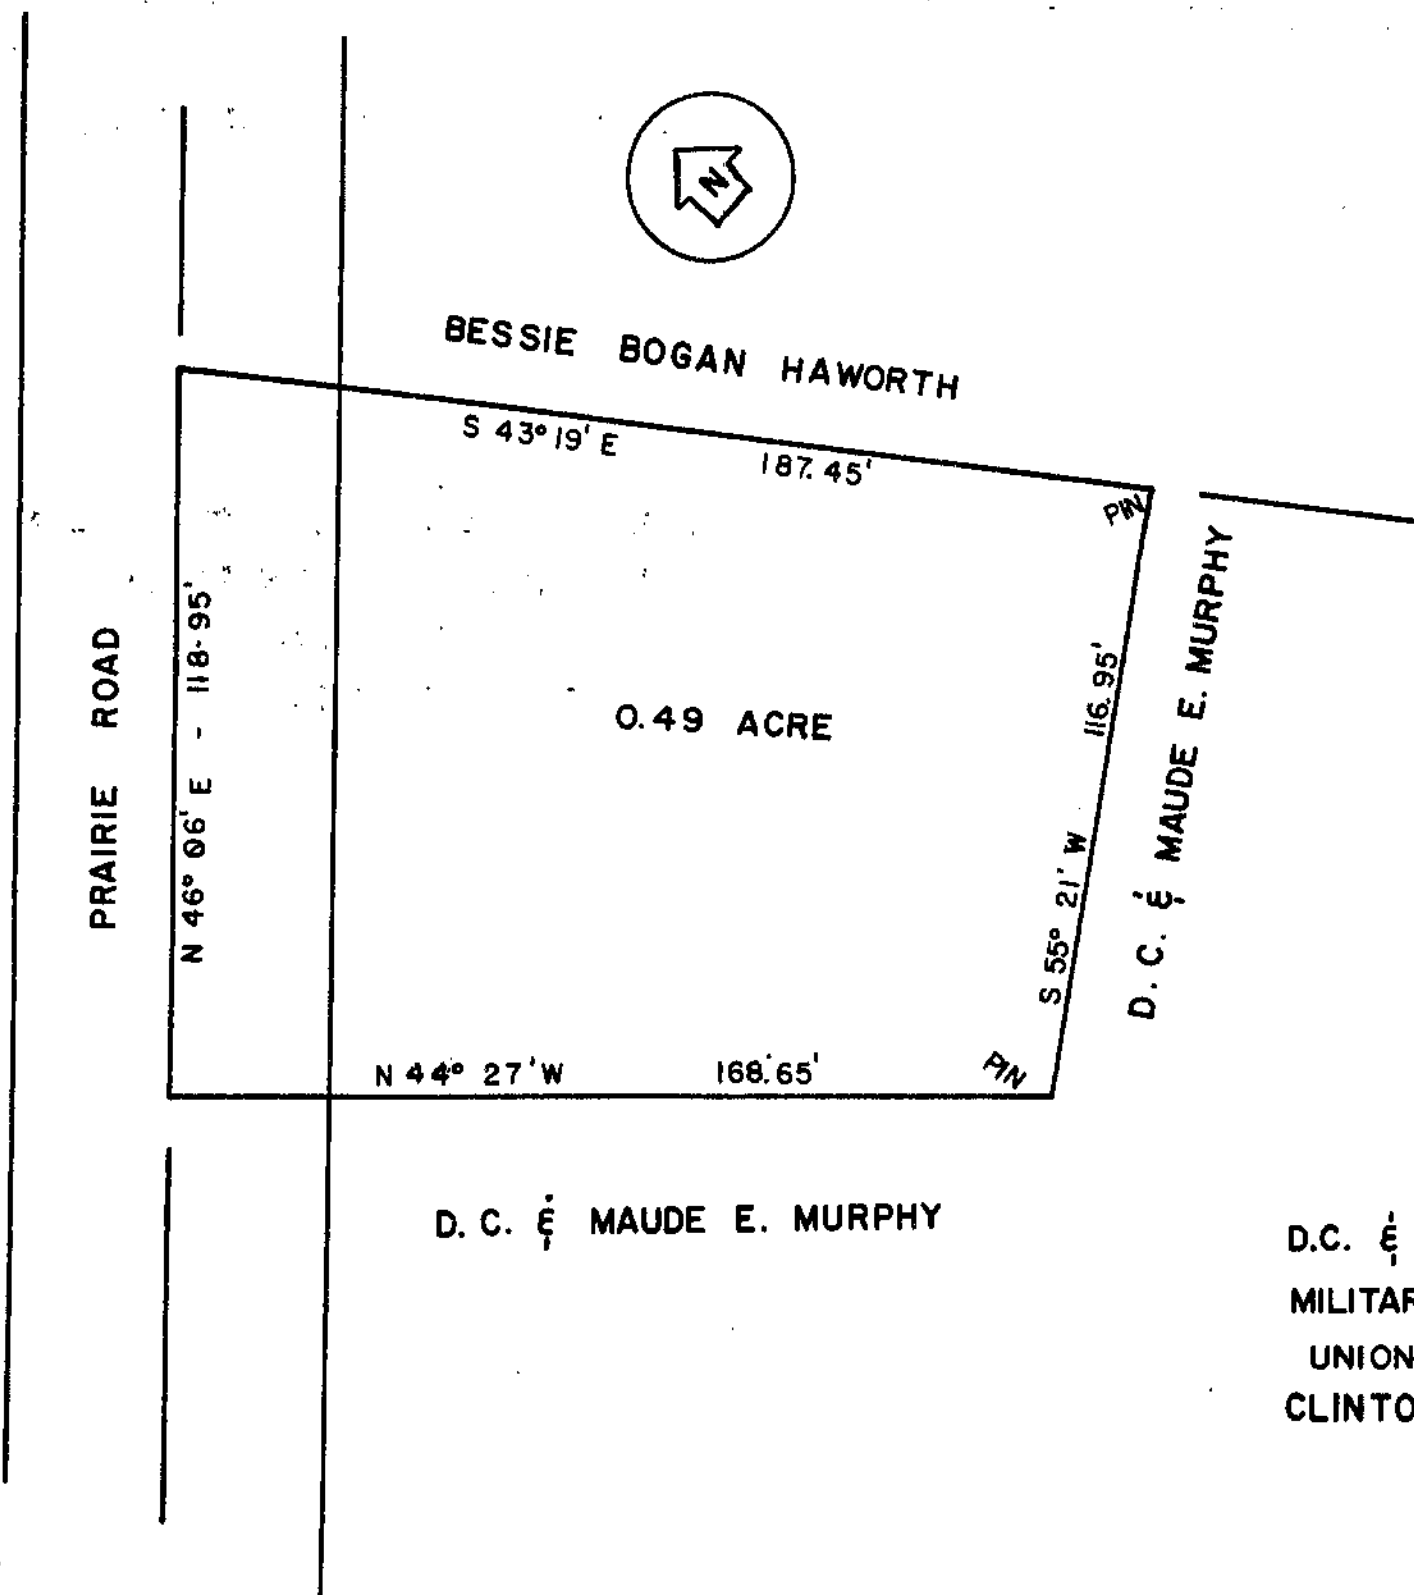 N
BESSIE BOGAN HAWORTH
S 43° 19' E 187.45'
PIN
PRAIRIE ROAD
N 46° 06' E - 118.95'
0.49 ACRE
116.95'
S 55° 21' W
D. C. & MAUDE E. MURPHY
N 44° 27' W 168.65'
PIN
D. C. & MAUDE E. MURPHY
D.C. &
MILITAR
UNION
CLINTO